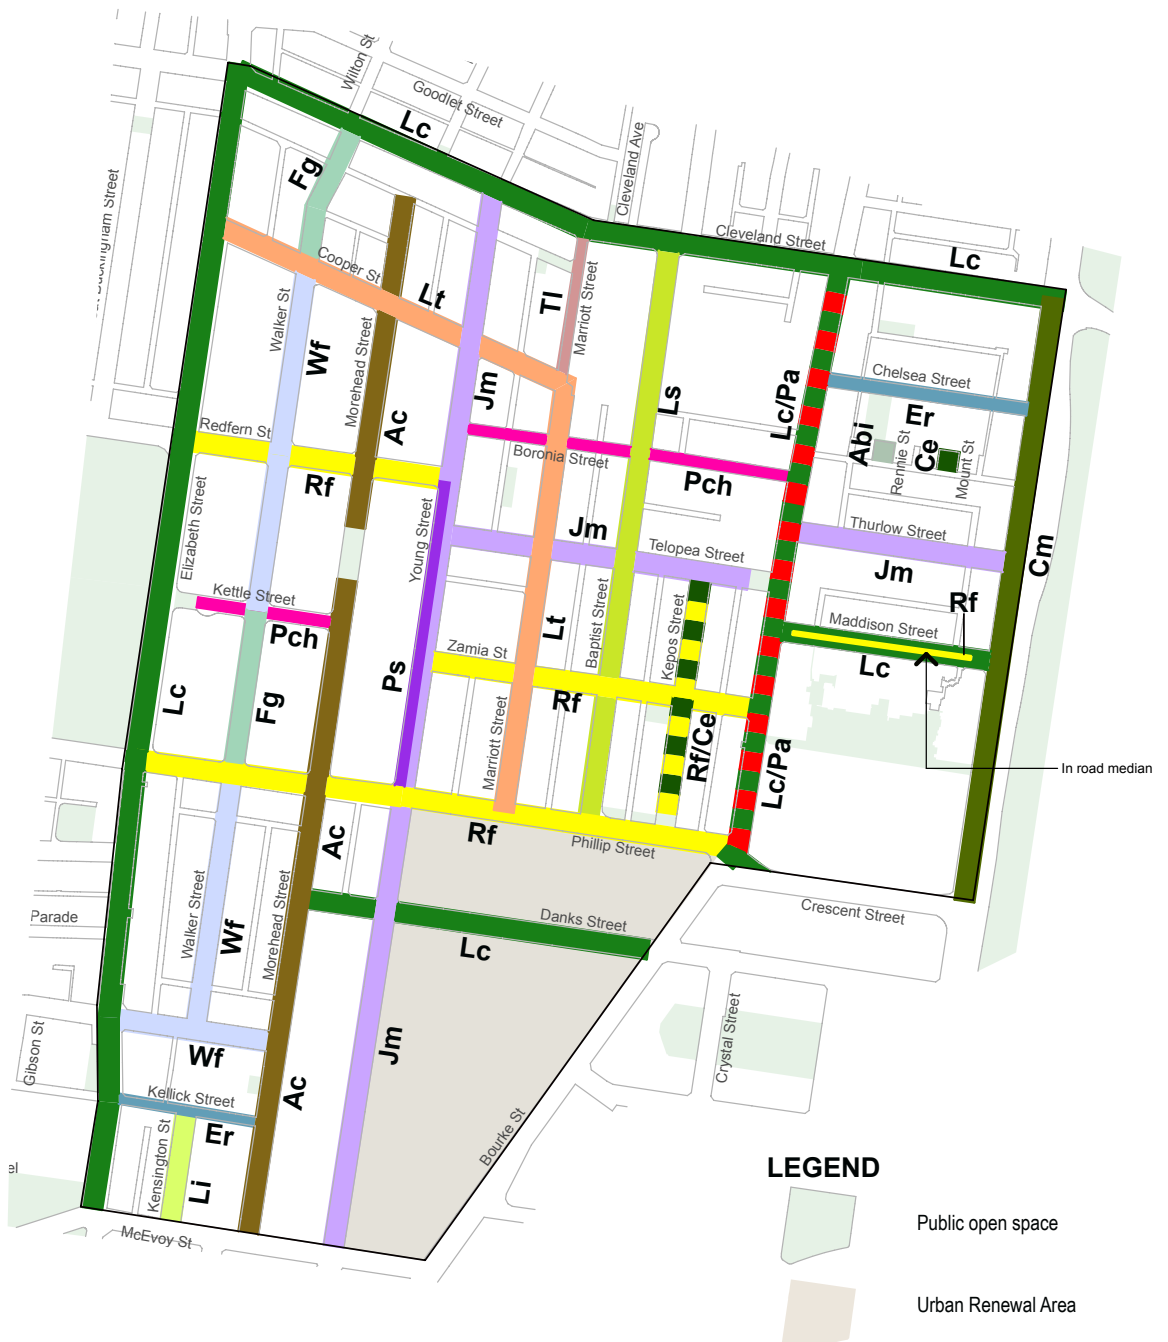 Wilton St
Goodlet Street
Lc
Cleveland Ave
Fg
Cleveland Street
Lc
Buckingham Street
Cooper St
Lt
Tl
Marriott Street
Walker St
Wf
Morehead Street
Jm
Ls
Lc/Pa
Chelsea Street
Er
Ac
Redfern St
Rf
Boronia Street
Pch
Abi
Rennie St
Ce
Mount St
Elizabeth Street
Young Street
Jm
Telopea Street
Thurlow Street
Jm
Cm
Kettle Street
Pch
Rf
Maddison Street
Lc
Lt
Baptist Street
Kepos Street
Zamia St
Rf
Ps
Lc
Fg
Marriott Street
Rf/Ce
Lc/Pa
In road median
Rf
Phillip Street
Ac
Walker Street
Wf
Morehead Street
Parade
Danks Street
Lc
Crescent Street
Gibson St
Wf
Jm
Crystal Street
Kellick Street
Er
Ac
Kensington St
Li
Bourke St
el
McEvoy St
LEGEND
Public open space
Urban Renewal Area